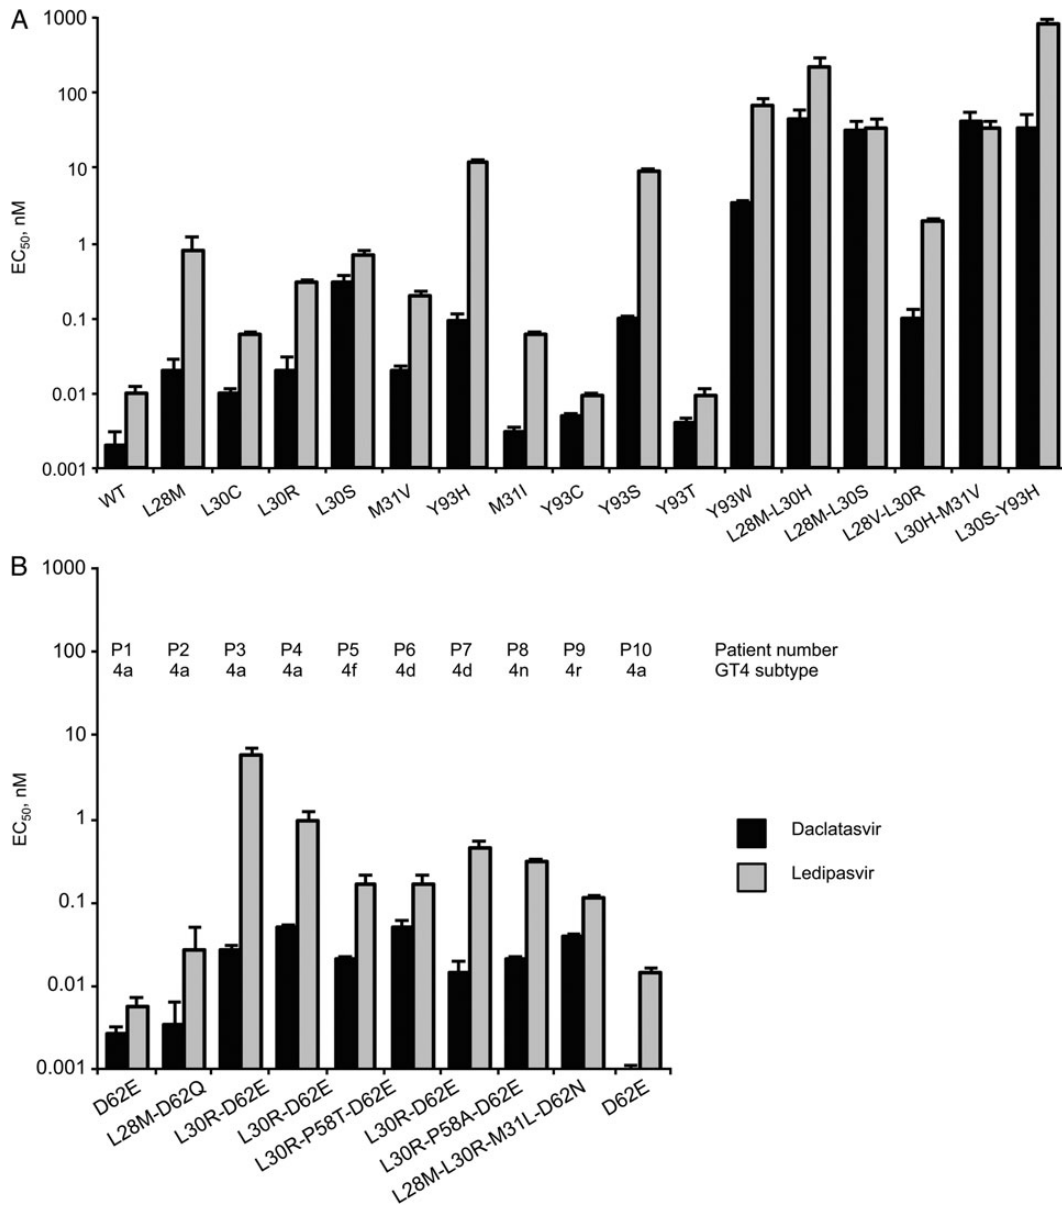 A
1000
100
10
1
0.1
0.01
0.001
EC50, nM
WT
L28M
L30C
L30R
L30S
M31V
Y93H
M31I
Y93C
Y93S
Y93T
Y93W
L28M-L30H
L28M-L30S
L28V-L30R
L30H-M31V
L30S-Y93H
B
1000
100
10
1
0.1
0.01
0.001
EC50, nM
P1 P2 P3 P4 P5 P6 P7 P8 P9 P10 Patient number
4a 4a 4a 4a 4f 4d 4d 4n 4r 4a GT4 subtype
Daclatasvir
Ledipasvir
D62E
L28M-D62Q
L30R-D62E
L30R-D62E
L30R-P58T-D62E
L30R-D62E
L30R-P58A-D62E
L28M-L30R-M31L-D62N
D62E